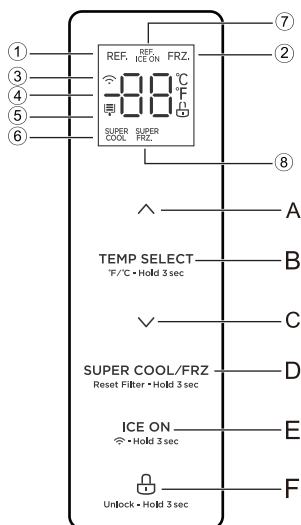 ⑦
① REF. REF. ICE ON FRZ. ②
③ °C
④ -88 °F
⑤
⑥ SUPER COOL SUPER FRZ.
⑧
A
TEMP SELECT B
°F/°C - Hold 3 sec
C
SUPER COOL/FRZ D
Reset Filter - Hold 3 sec
ICE ON E
- Hold 3 sec
F
Unlock - Hold 3 sec